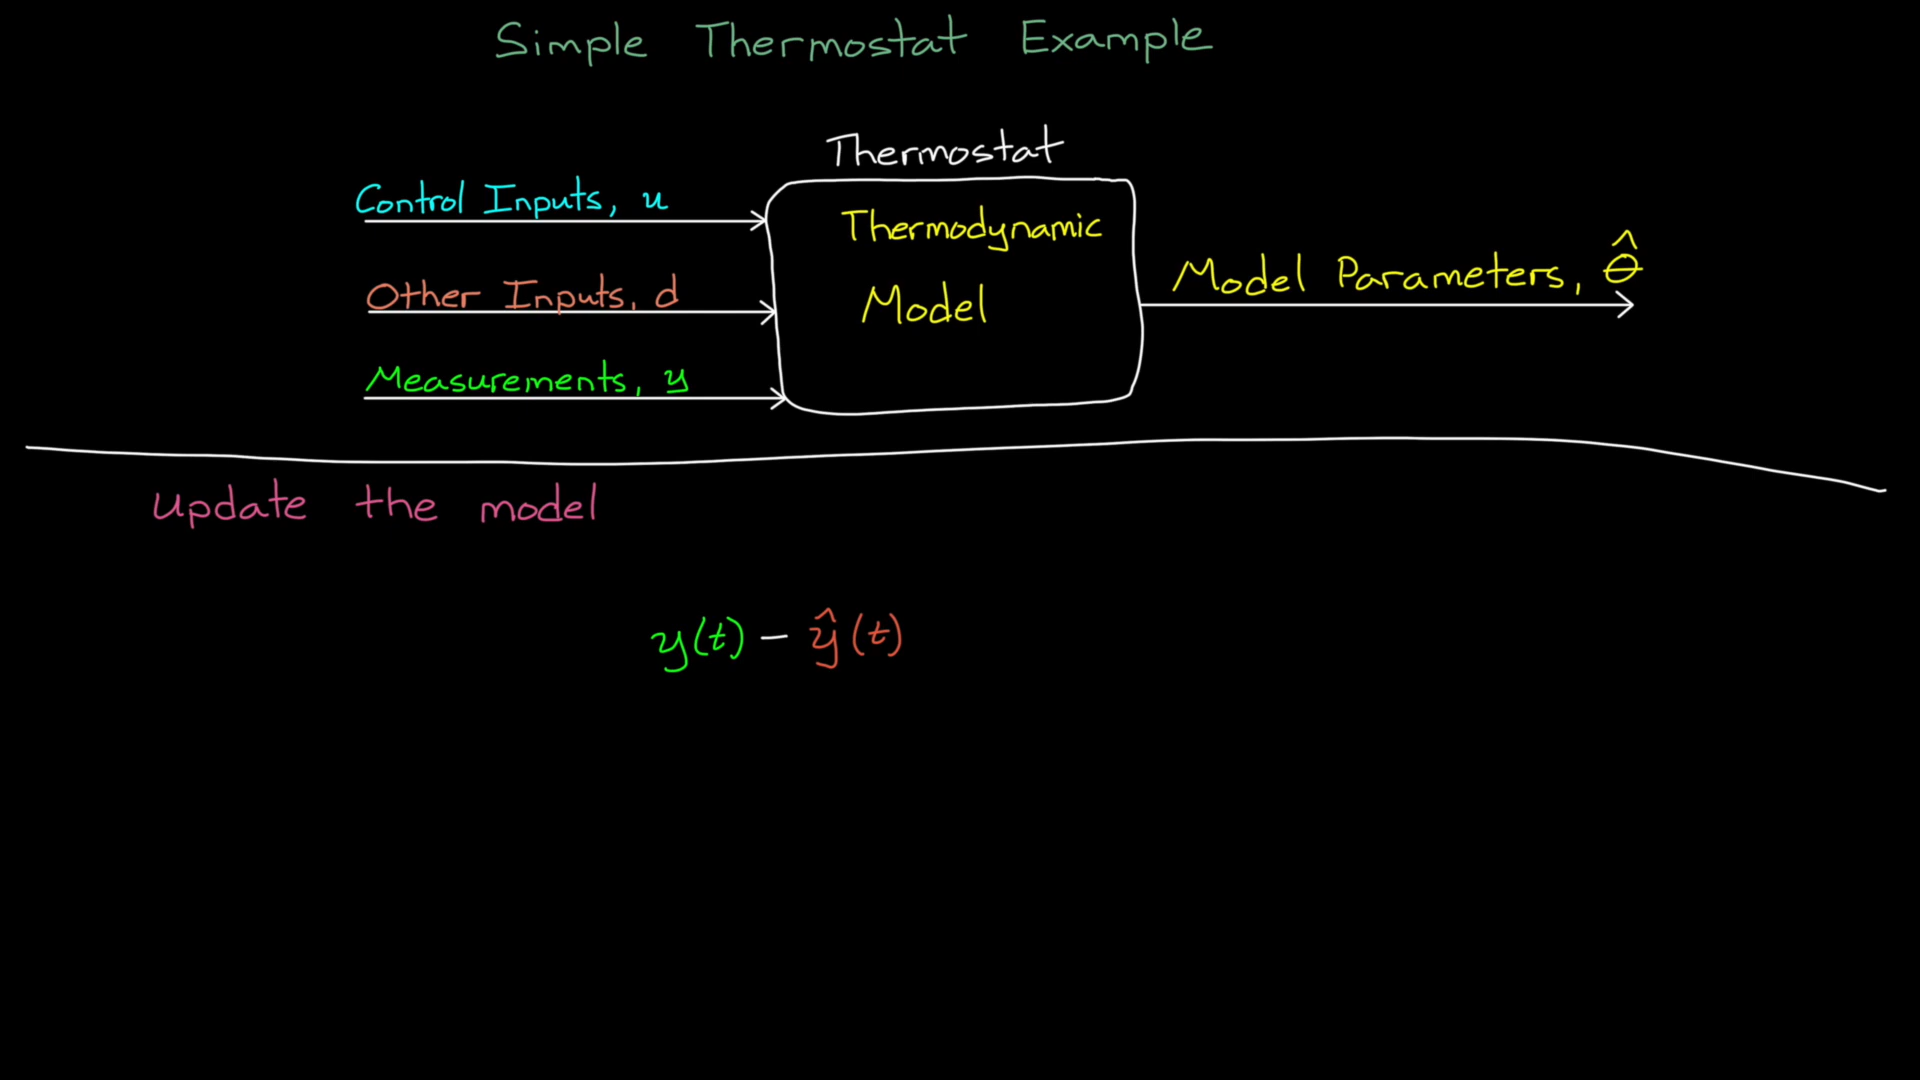 Simple Thermostat Example
Thermostat
Control Inputs, u
Other Inputs, d
Measurements, y
Thermodynamic
Model
Model Parameters, θ̂
update the model
y(t) − ŷ(t)